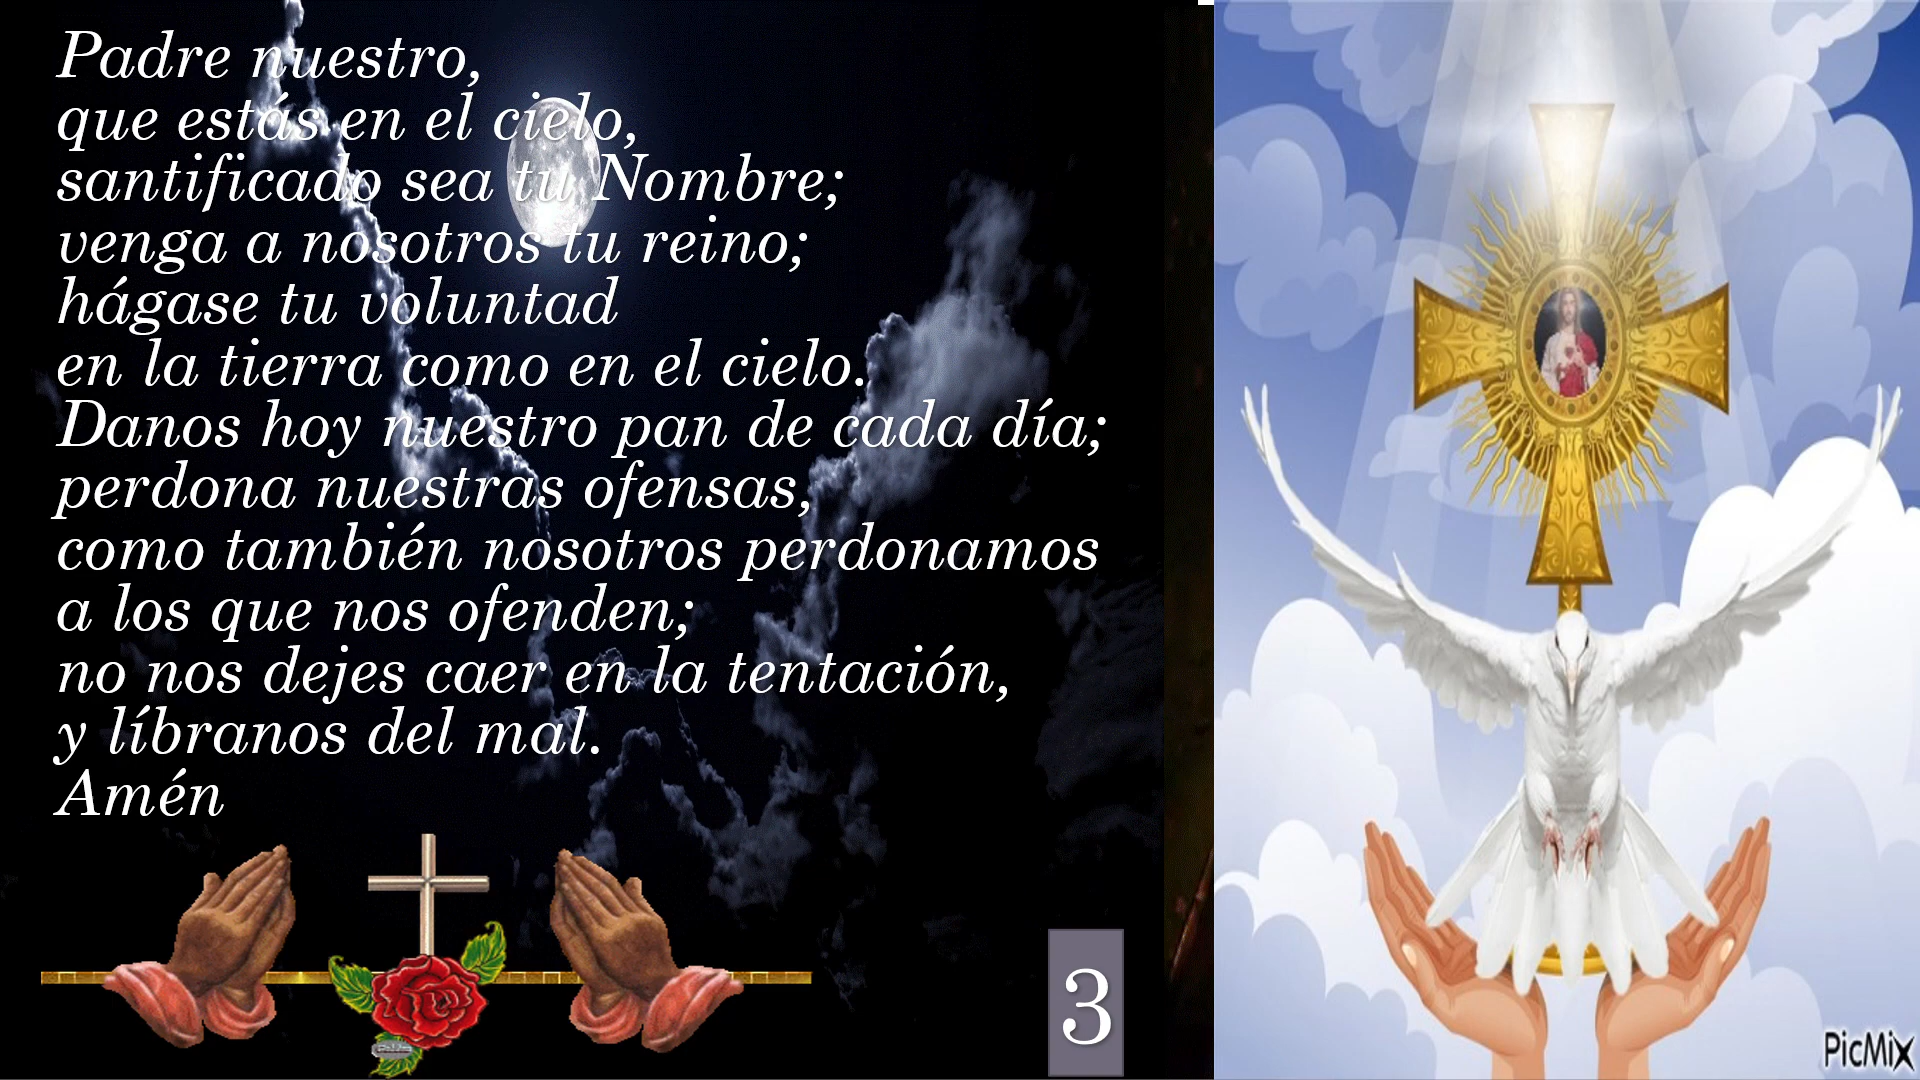 Padre nuestro,
que estás en el cielo,
santificado sea tu Nombre;
venga a nosotros tu reino;
hágase tu voluntad
en la tierra como en el cielo.
Danos hoy nuestro pan de cada día;
perdona nuestras ofensas,
como también nosotros perdonamos
a los que nos ofenden;
no nos dejes caer en la tentación,
y líbranos del mal.
Amén
3
PicMix